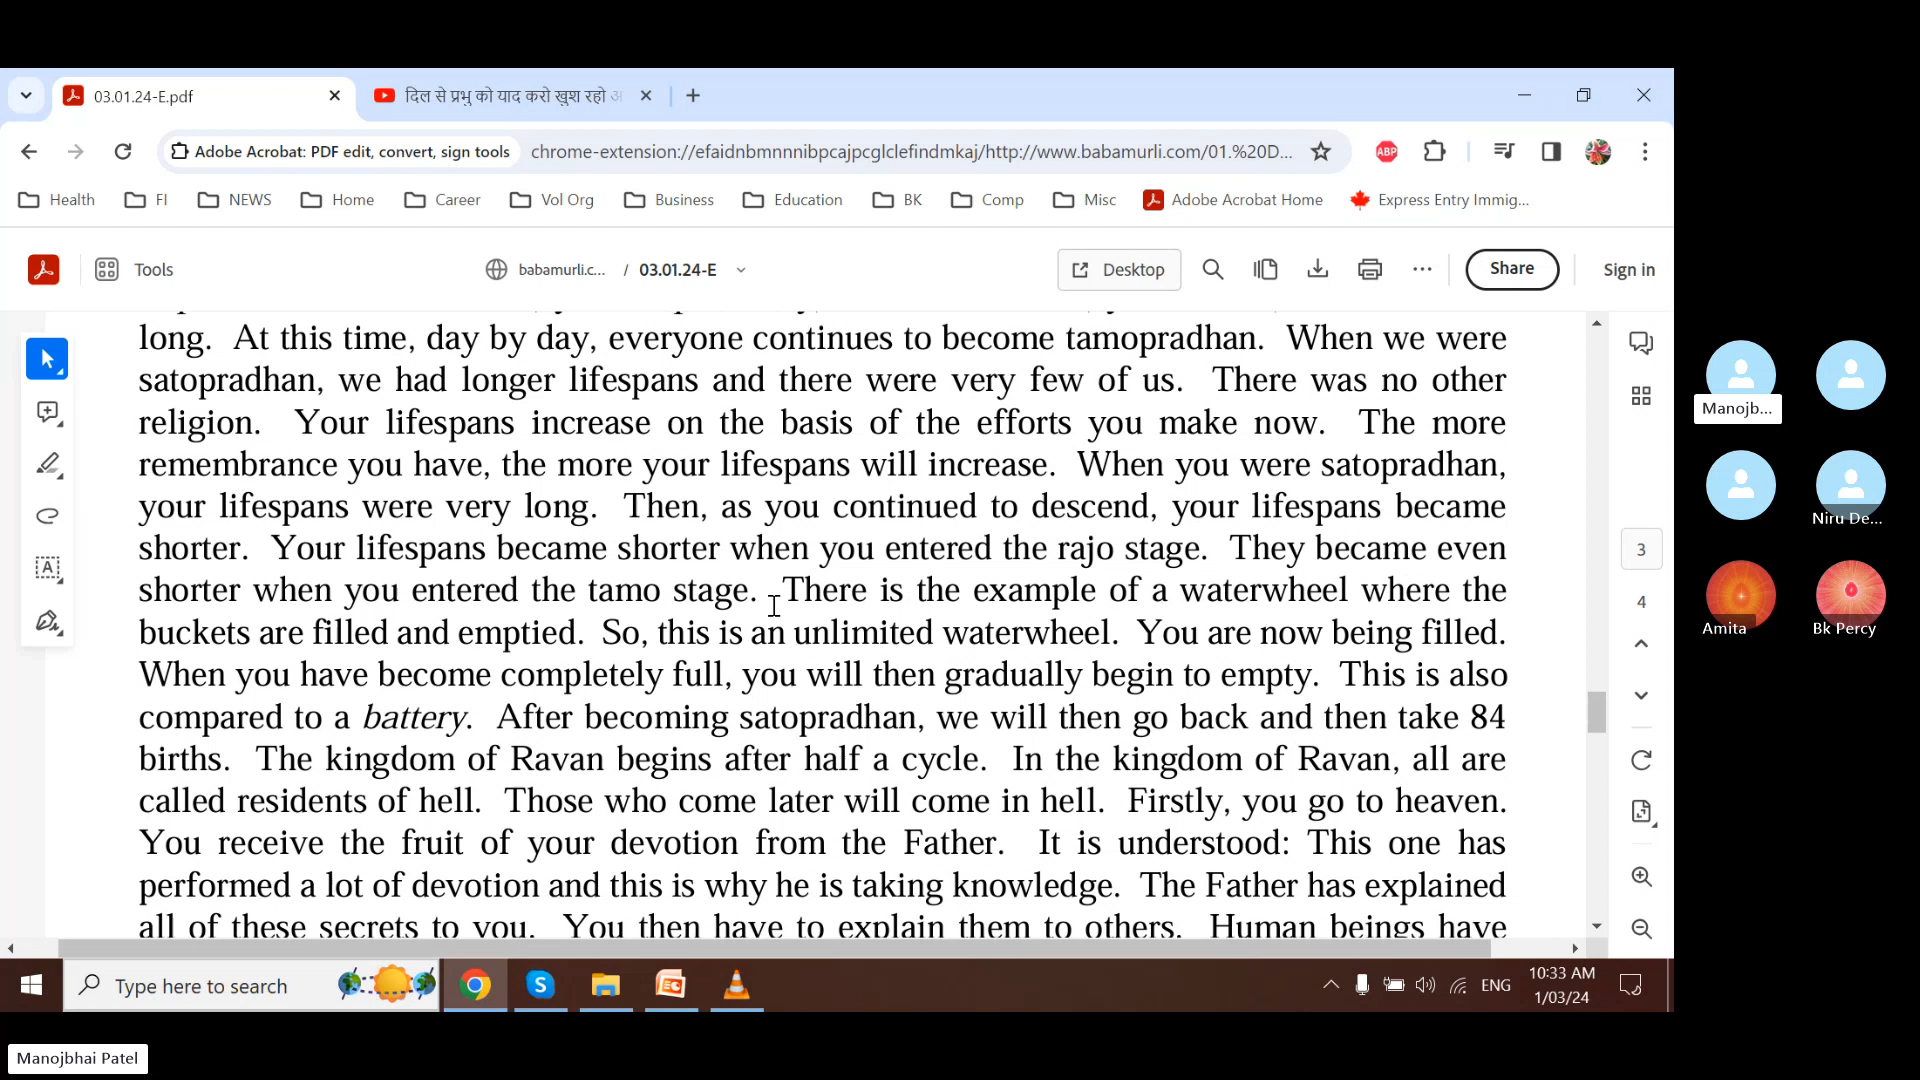 03.01.24-E.pdf
दिल से प्रभु को याद करो खुश रहो
Adobe Acrobat: PDF edit, convert, sign tools
chrome-extension://efaidnbmnnnibpcajpcglclefindmkaj/http://www.babamurli.com/01.%20D...
ABP
Health FI NEWS Home Career Vol Org Business Education BK Comp Misc Adobe Acrobat Home Express Entry Immig...
Tools
babamurli.c... / 03.01.24-E
Desktop
Share
Sign in
long. At this time, day by day, everyone continues to become tamopradhan. When we were
satopradhan, we had longer lifespans and there were very few of us. There was no other
religion. Your lifespans increase on the basis of the efforts you make now. The more
remembrance you have, the more your lifespans will increase. When you were satopradhan,
your lifespans were very long. Then, as you continued to descend, your lifespans became
shorter. Your lifespans became shorter when you entered the rajo stage. They became even
shorter when you entered the tamo stage. There is the example of a waterwheel where the
buckets are filled and emptied. So, this is an unlimited waterwheel. You are now being filled.
When you have become completely full, you will then gradually begin to empty. This is also
compared to a battery. After becoming satopradhan, we will then go back and then take 84
births. The kingdom of Ravan begins after half a cycle. In the kingdom of Ravan, all are
called residents of hell. Those who come later will come in hell. Firstly, you go to heaven.
You receive the fruit of your devotion from the Father. It is understood: This one has
performed a lot of devotion and this is why he is taking knowledge. The Father has explained
all of these secrets to you. You then have to explain them to others. Human beings have
3
4
Manojb...
Niru De...
Amita
Bk Percy
Type here to search
ENG
10:33 AM
1/03/24
Manojbhai Patel